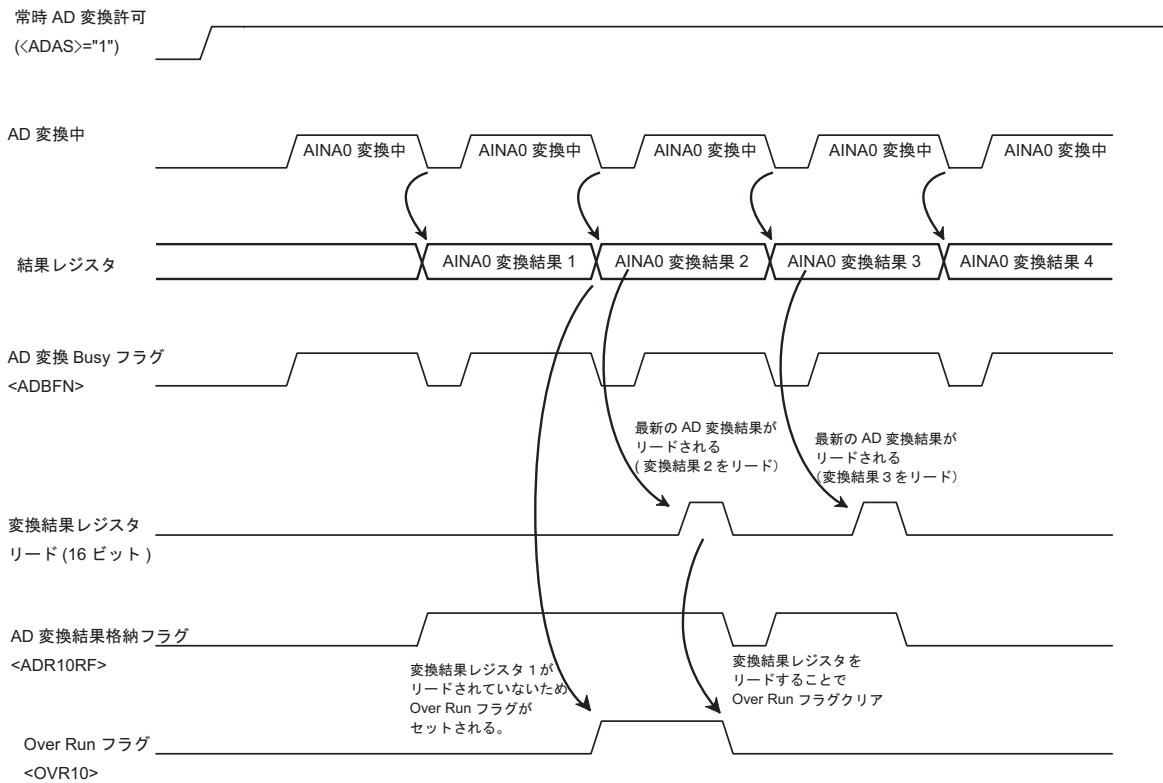 常時 AD 変換許可
(<ADAS>="1")
AD 変換中
AINA0 変換中
AINA0 変換中
AINA0 変換中
AINA0 変換中
AINA0 変換中
結果レジスタ
AINA0 変換結果 1
AINA0 変換結果 2
AINA0 変換結果 3
AINA0 変換結果 4
AD 変換 Busy フラグ
<ADBFN>
最新の AD 変換結果が
リードされる
( 変換結果 2 をリード）
最新の AD 変換結果が
リードされる
（変換結果 3 をリード）
変換結果レジスタ
リード (16 ビット )
AD 変換結果格納フラグ
<ADR10RF>
変換結果レジスタ 1 が
リードされていないため
Over Run フラグが
セットされる。
変換結果レジスタを
リードすることで
Over Run フラグクリア
Over Run フラグ
<OVR10>